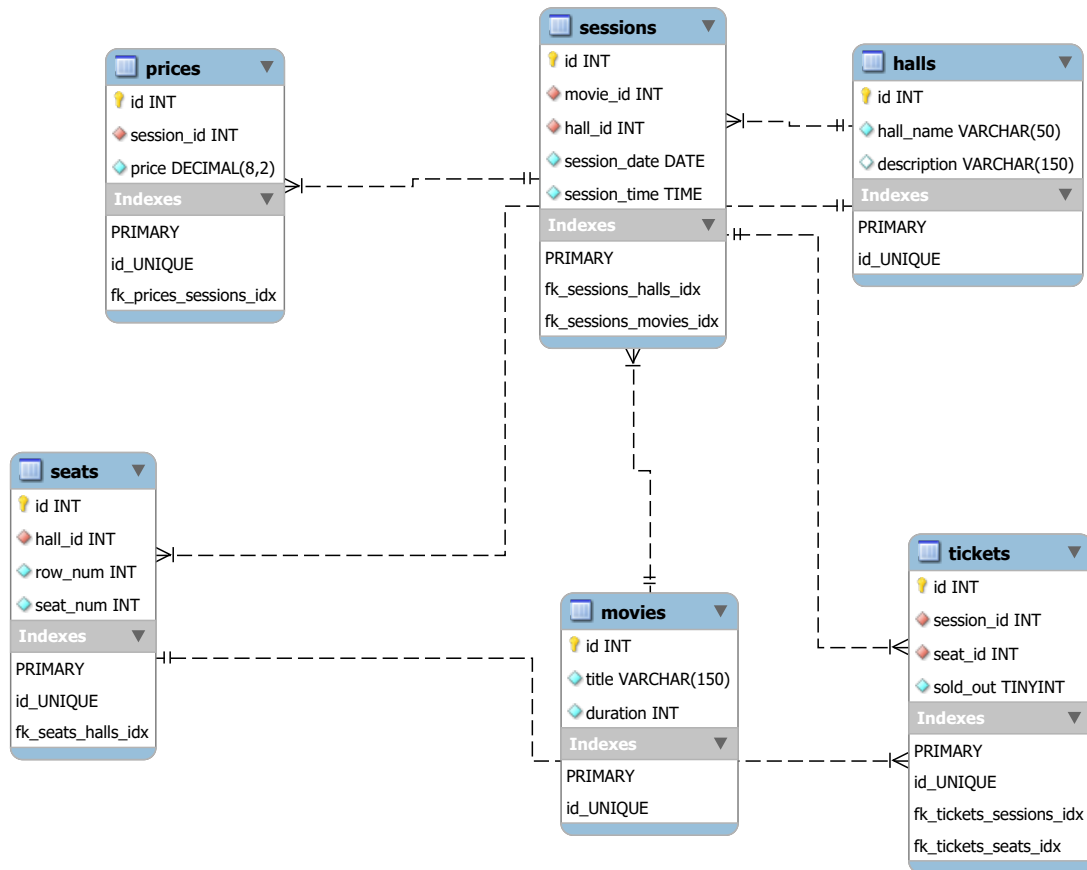 sessions
id INT
movie_id INT
hall_id INT
session_date DATE
session_time TIME
Indexes
PRIMARY
fk_sessions_halls_idx
fk_sessions_movies_idx
prices
id INT
session_id INT
price DECIMAL(8,2)
Indexes
PRIMARY
id_UNIQUE
fk_prices_sessions_idx
halls
id INT
hall_name VARCHAR(50)
description VARCHAR(150)
Indexes
PRIMARY
id_UNIQUE
seats
id INT
hall_id INT
row_num INT
seat_num INT
Indexes
PRIMARY
id_UNIQUE
fk_seats_halls_idx
movies
id INT
title VARCHAR(150)
duration INT
Indexes
PRIMARY
id_UNIQUE
tickets
id INT
session_id INT
seat_id INT
sold_out TINYINT
Indexes
PRIMARY
id_UNIQUE
fk_tickets_sessions_idx
fk_tickets_seats_idx